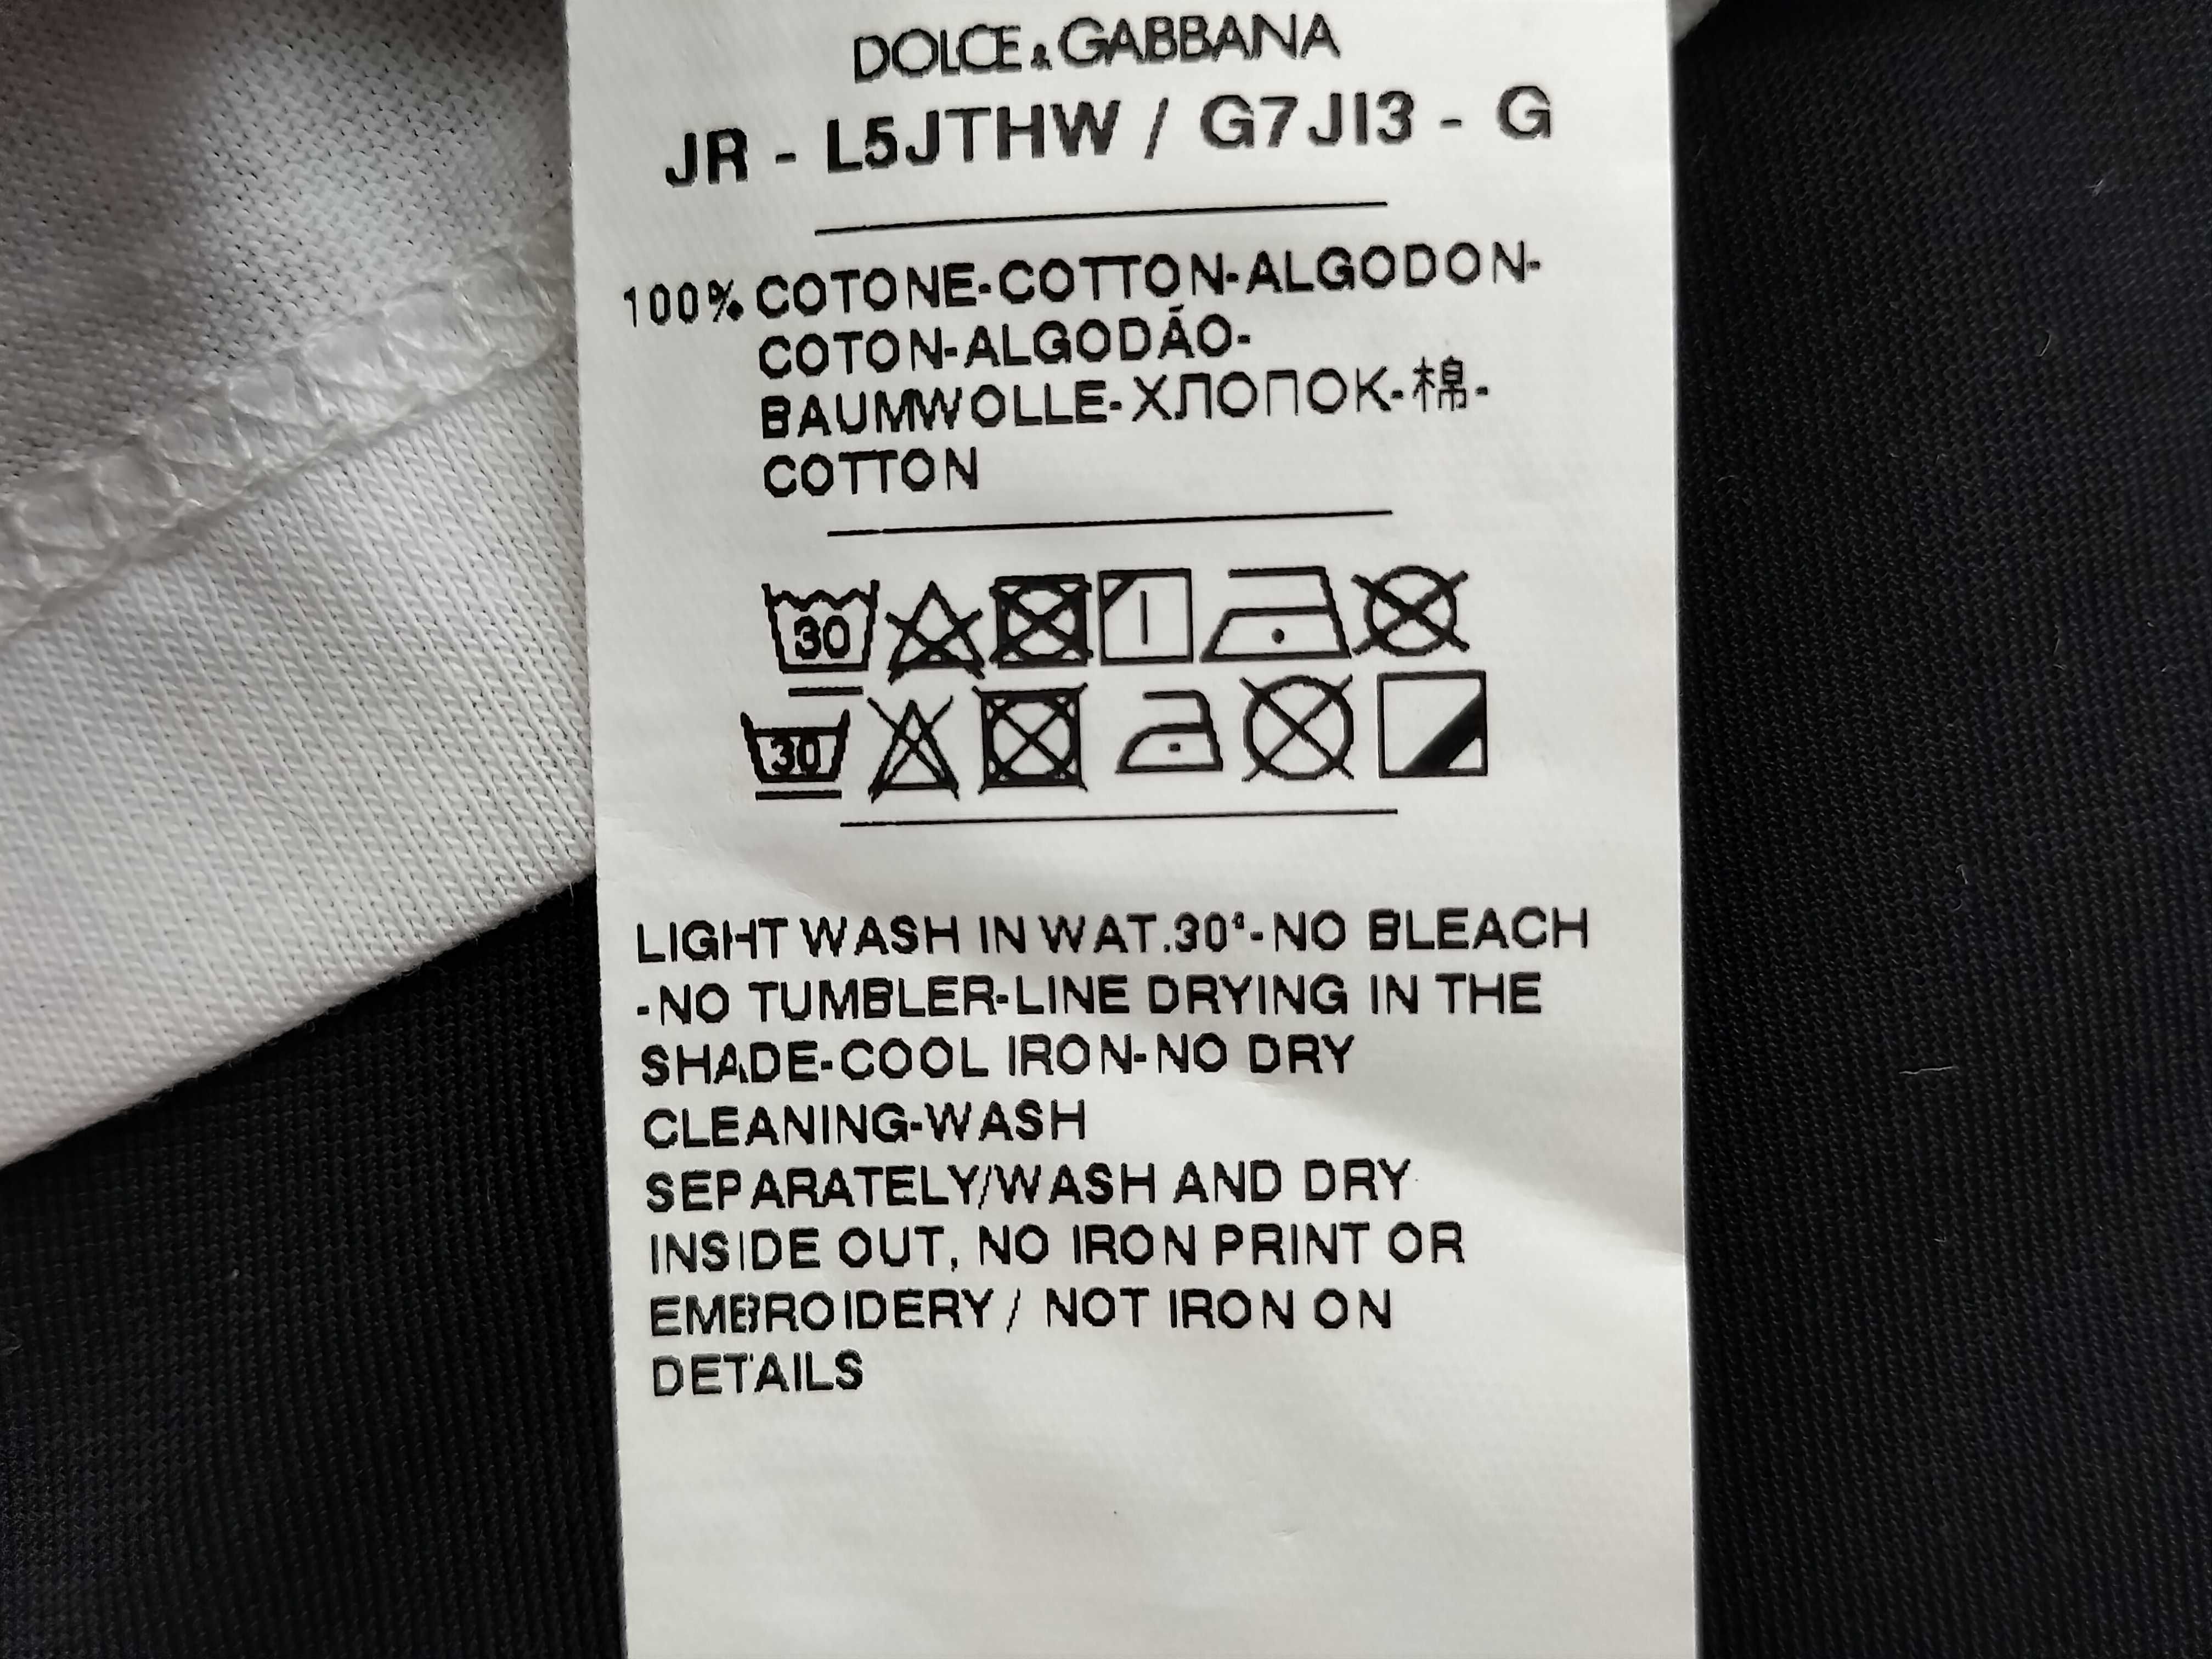 DOLCE & GABBANA
JR - L5JTHW / G7JI3 - G
100% COTONE-COTTON-ALGODON-
COTON-ALGODÃO-
BAUMWOLLE-ХЛОПОК-棉-
COTTON
30
30
LIGHT WASH IN WAT.30°-NO BLEACH
-NO TUMBLER-LINE DRYING IN THE
SHADE-COOL IRON-NO DRY
CLEANING-WASH
SEPARATELY/WASH AND DRY
INSIDE OUT, NO IRON PRINT OR
EMBROIDERY / NOT IRON ON
DETAILS